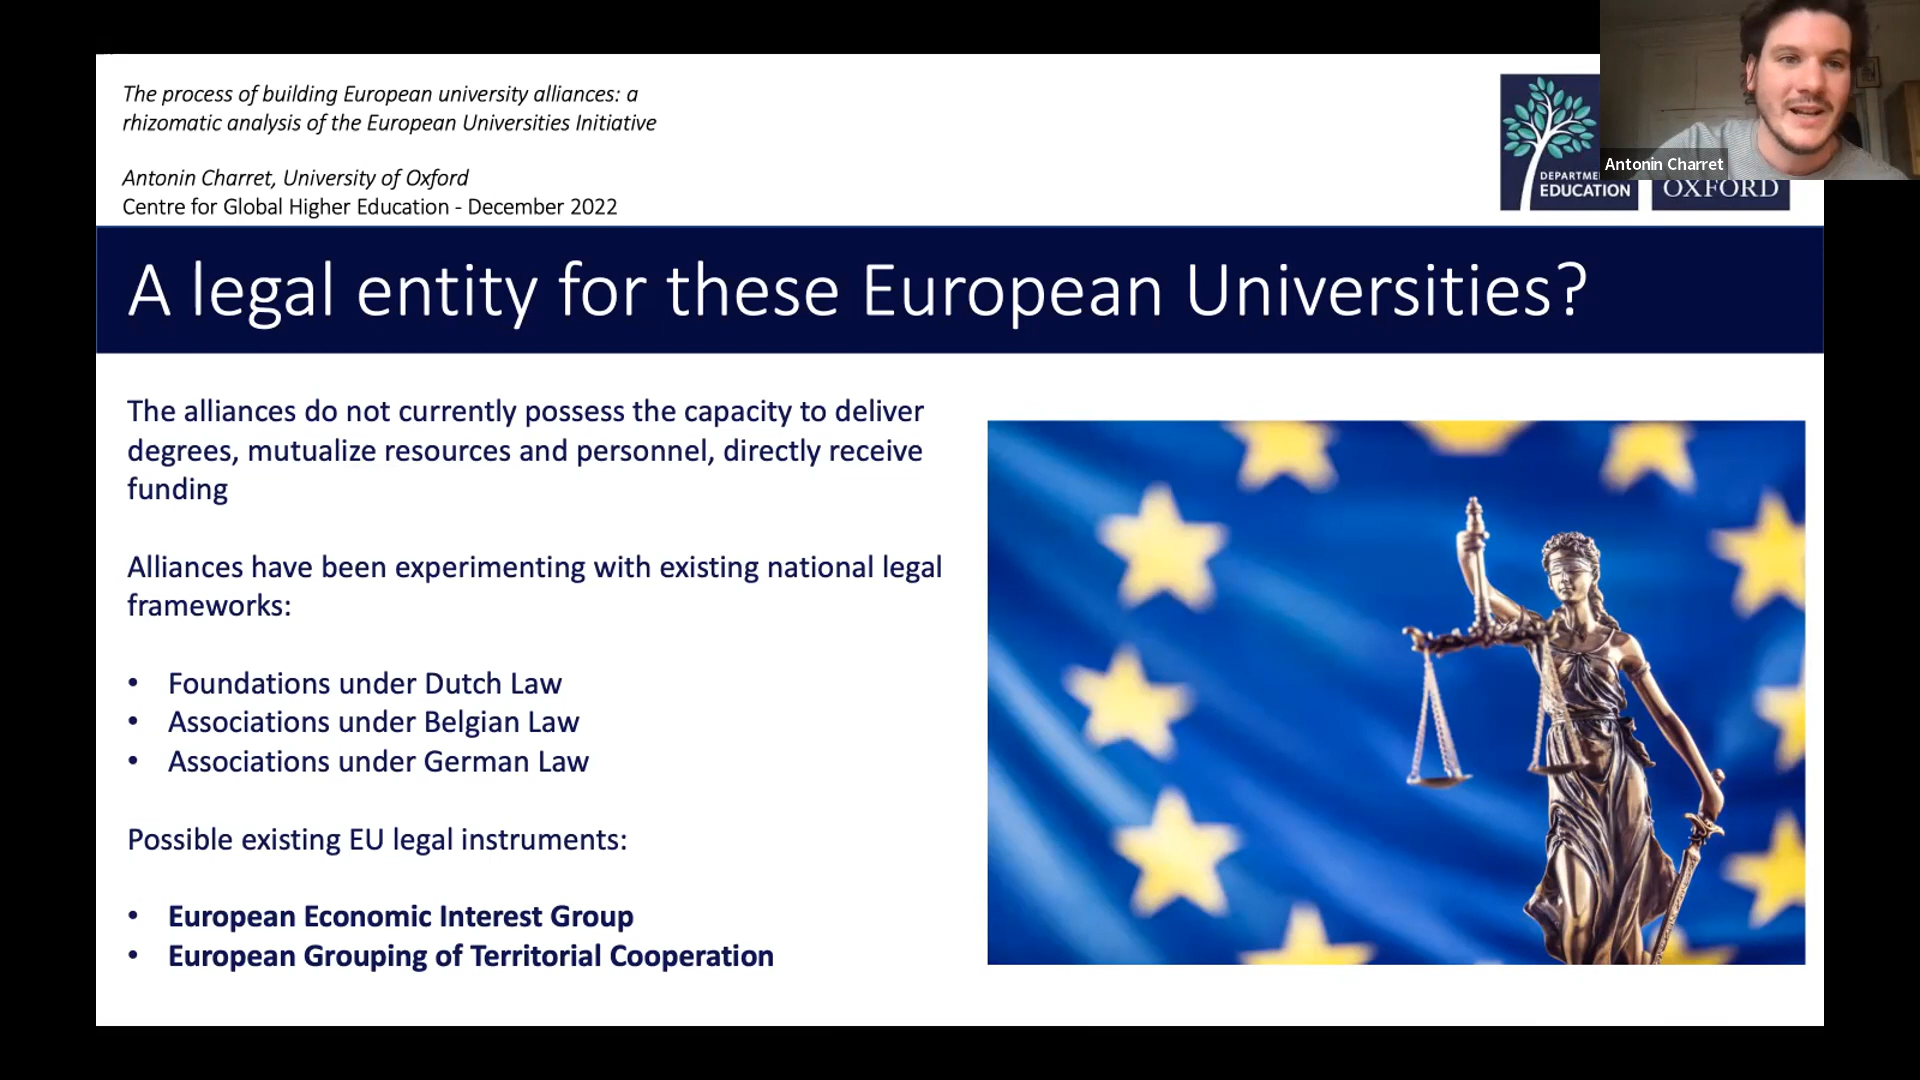 The process of building European university alliances: a
rhizomatic analysis of the European Universities Initiative
Antonin Charret, University of Oxford
Centre for Global Higher Education - December 2022
EDUCATION
OXFORD
Antonin Charret
A legal entity for these European Universities?
The alliances do not currently possess the capacity to deliver
degrees, mutualize resources and personnel, directly receive
funding
Alliances have been experimenting with existing national legal
frameworks:
• Foundations under Dutch Law
• Associations under Belgian Law
• Associations under German Law
Possible existing EU legal instruments:
• European Economic Interest Group
• European Grouping of Territorial Cooperation